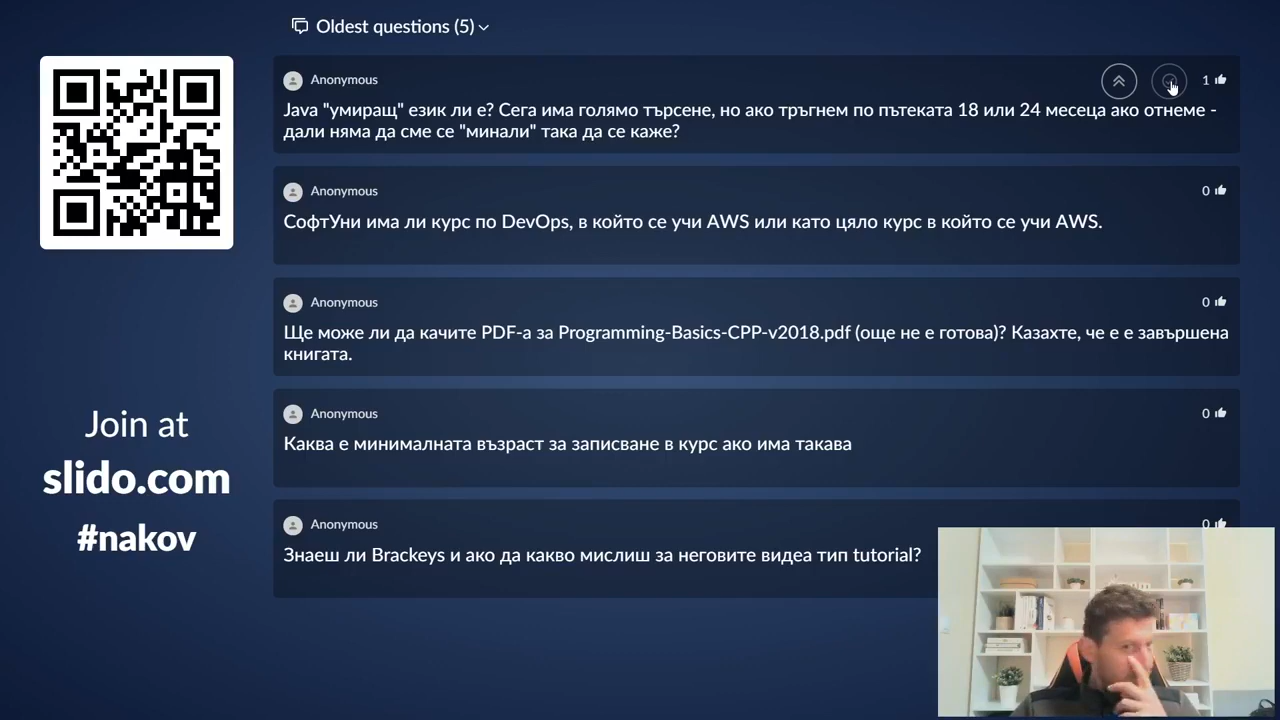 Oldest questions (5)
Anonymous
1
Java "умиращ" език ли е? Сега има голямо търсене, но ако тръгнем по пътеката 18 или 24 месеца ако отнеме -
дали няма да сме се "минали" така да се каже?
Anonymous
0
СофтУни има ли курс по DevOps, в който се учи AWS или като цяло курс в който се учи AWS.
Anonymous
0
Ще може ли да качите PDF-а за Programming-Basics-CPP-v2018.pdf (още не е готова)? Казахте, че е е завършена
книгата.
Anonymous
0
Каква е минималната възраст за записване в курс ако има такава
Anonymous
0
Знаеш ли Brackeys и ако да какво мислиш за неговите видеа тип tutorial?
Join at
slido.com
#nakov